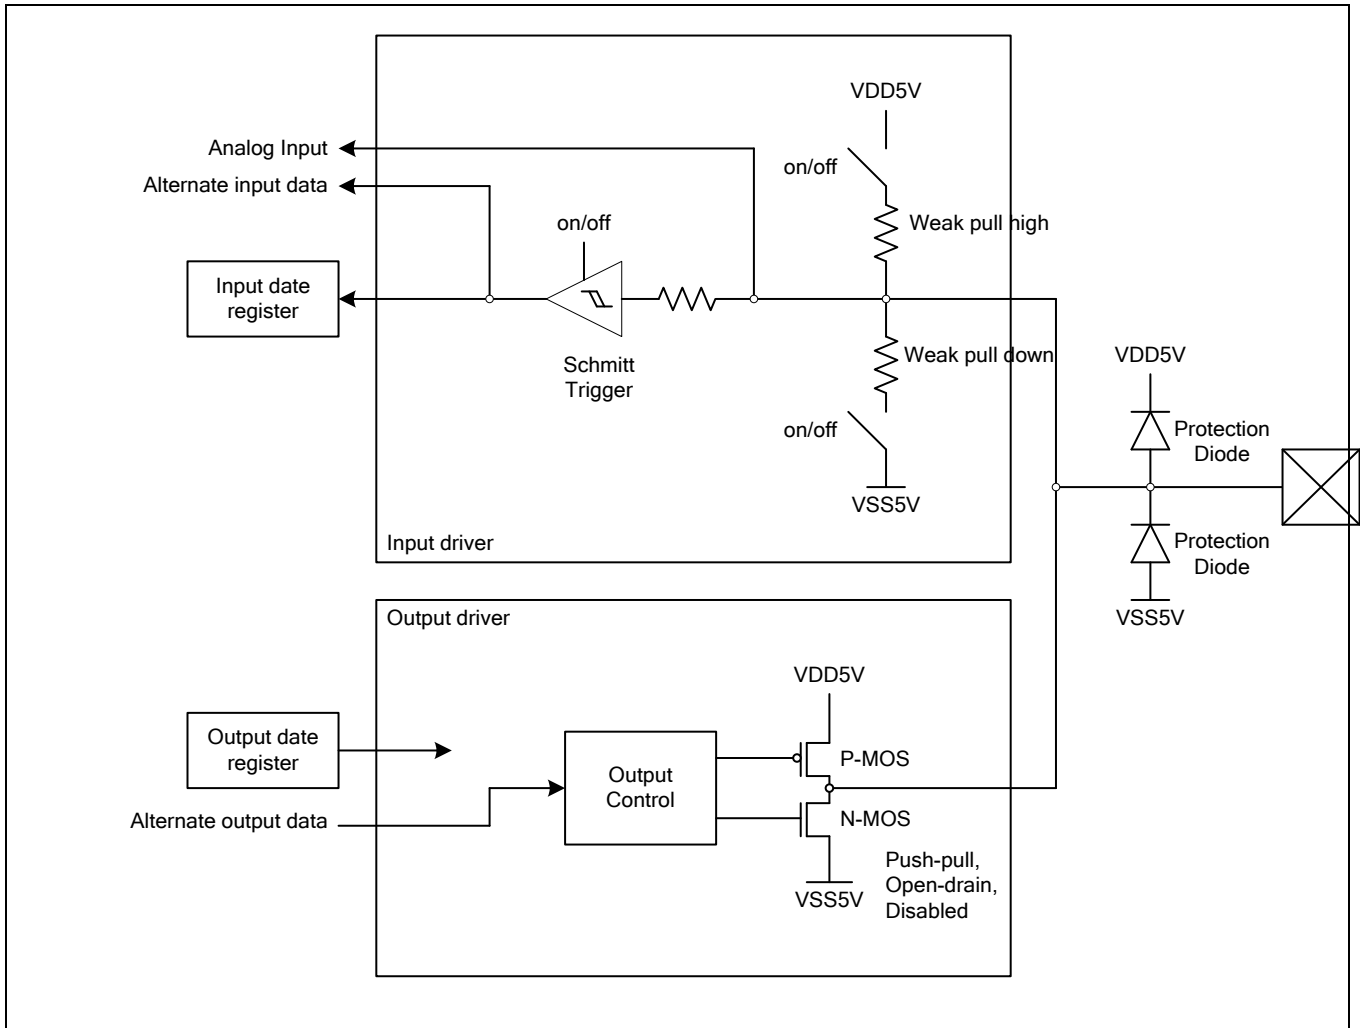 VDD5V
Analog Input
on/off
Alternate input data
Weak pull high
on/off
Input date
register
Schmitt
Trigger
Weak pull down
on/off
VSS5V
Input driver
VDD5V
Protection
Diode
Protection
Diode
VSS5V
Output driver
VDD5V
Output date
register
Output
Control
P-MOS
Alternate output data
N-MOS
Push-pull,
Open-drain,
Disabled
VSS5V